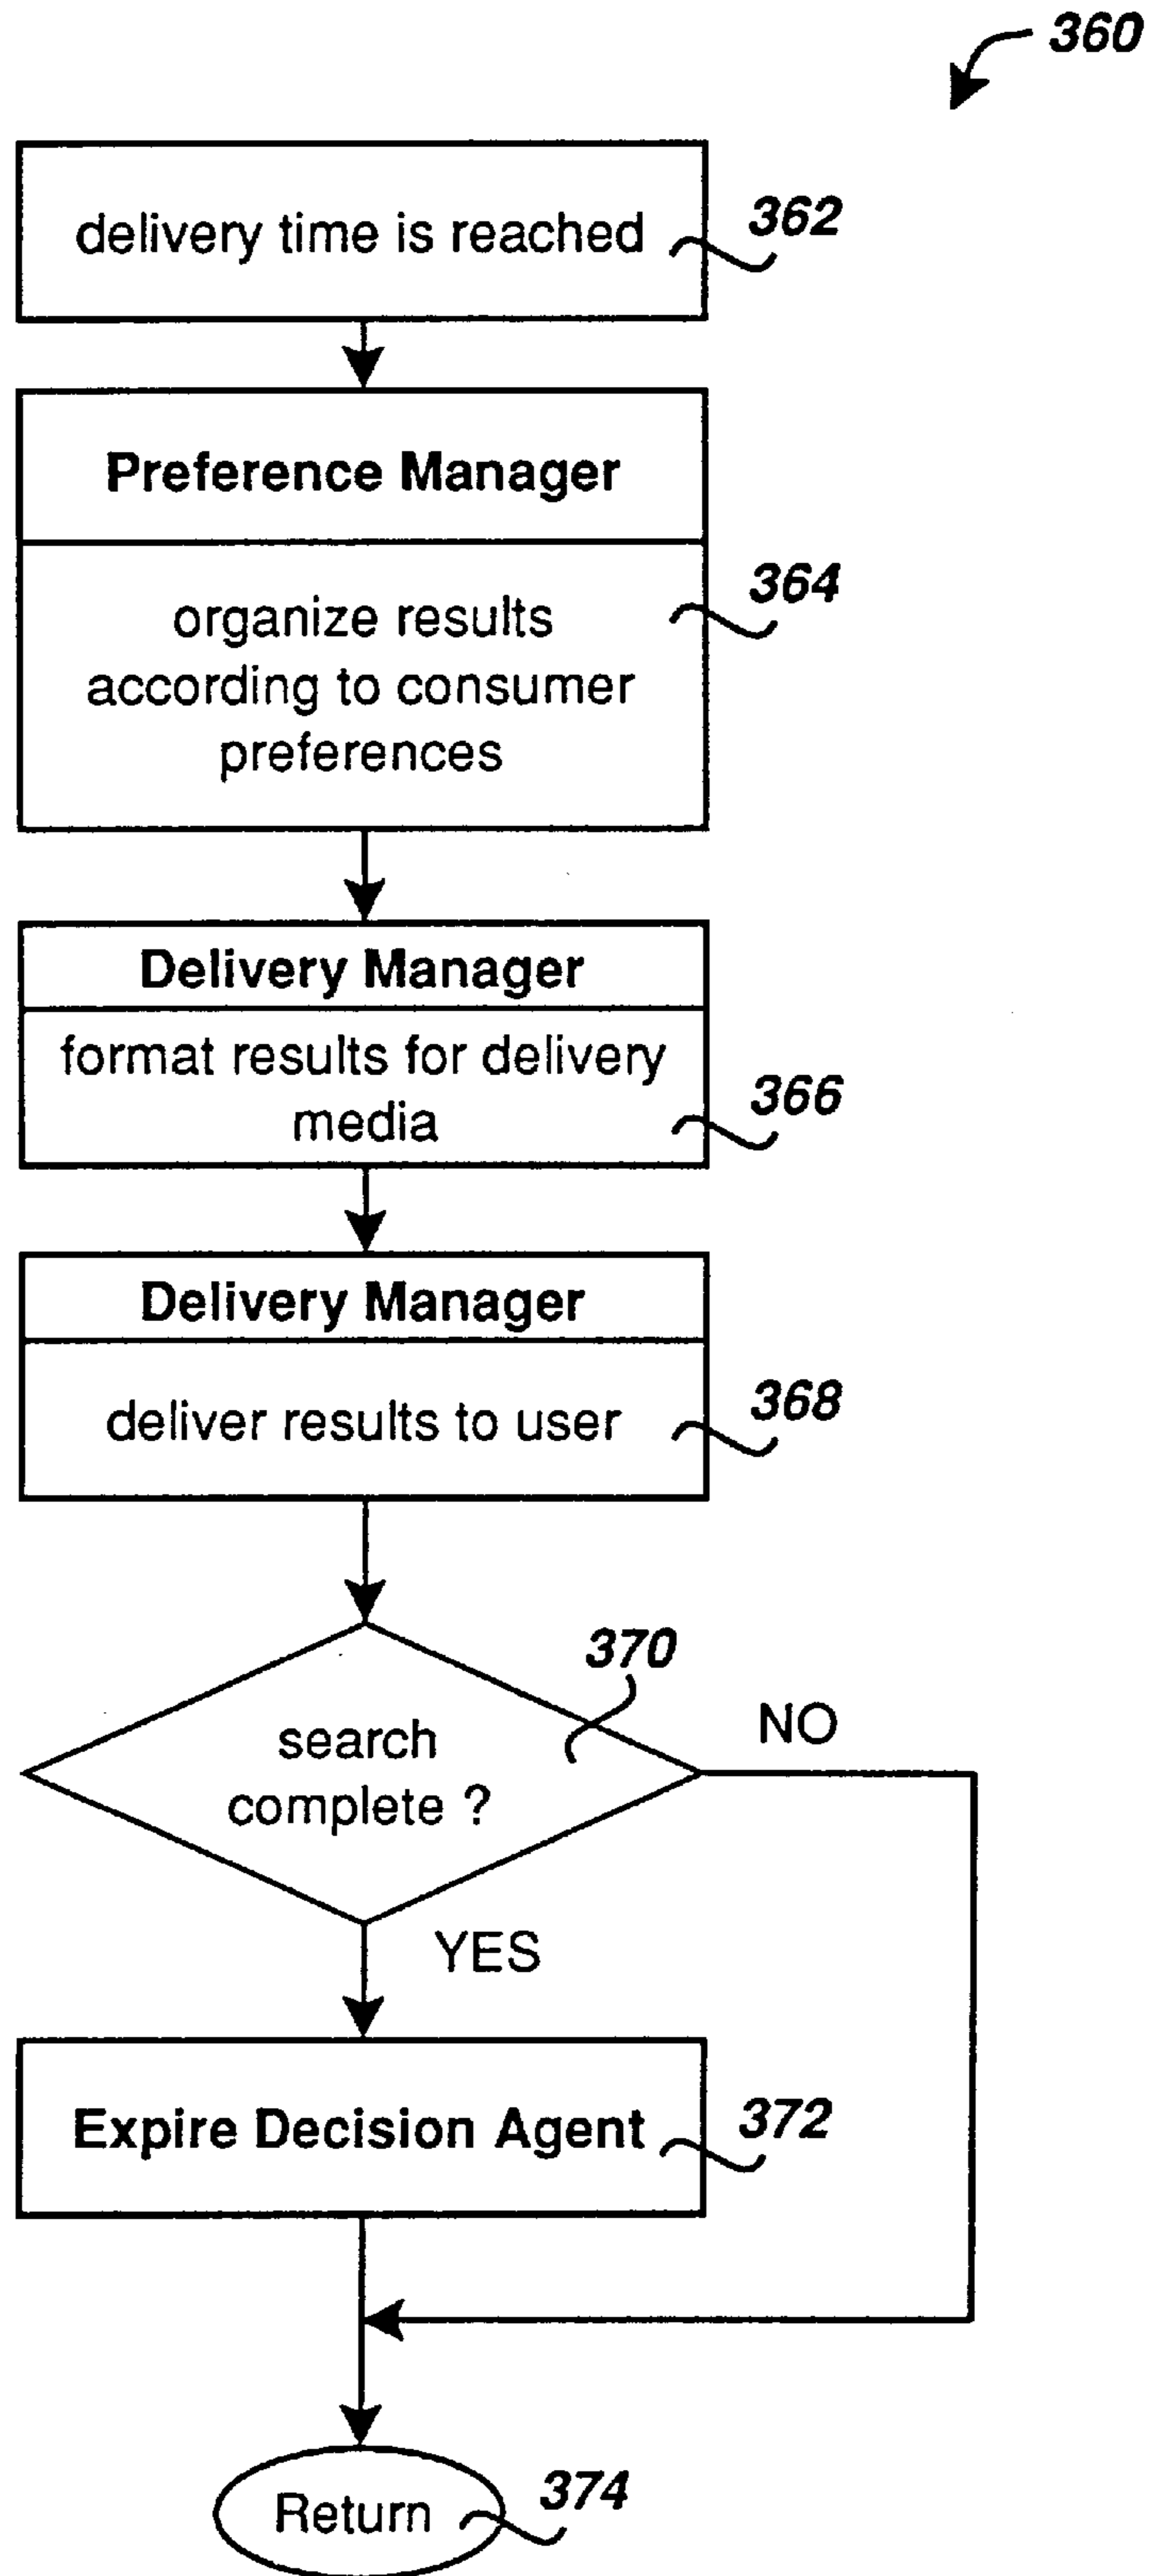 360
delivery time is reached
362
Preference Manager
organize results
according to consumer
preferences
364
Delivery Manager
format results for delivery
media
366
Delivery Manager
deliver results to user
368
370
search
complete ?
NO
YES
Expire Decision Agent
372
Return
374